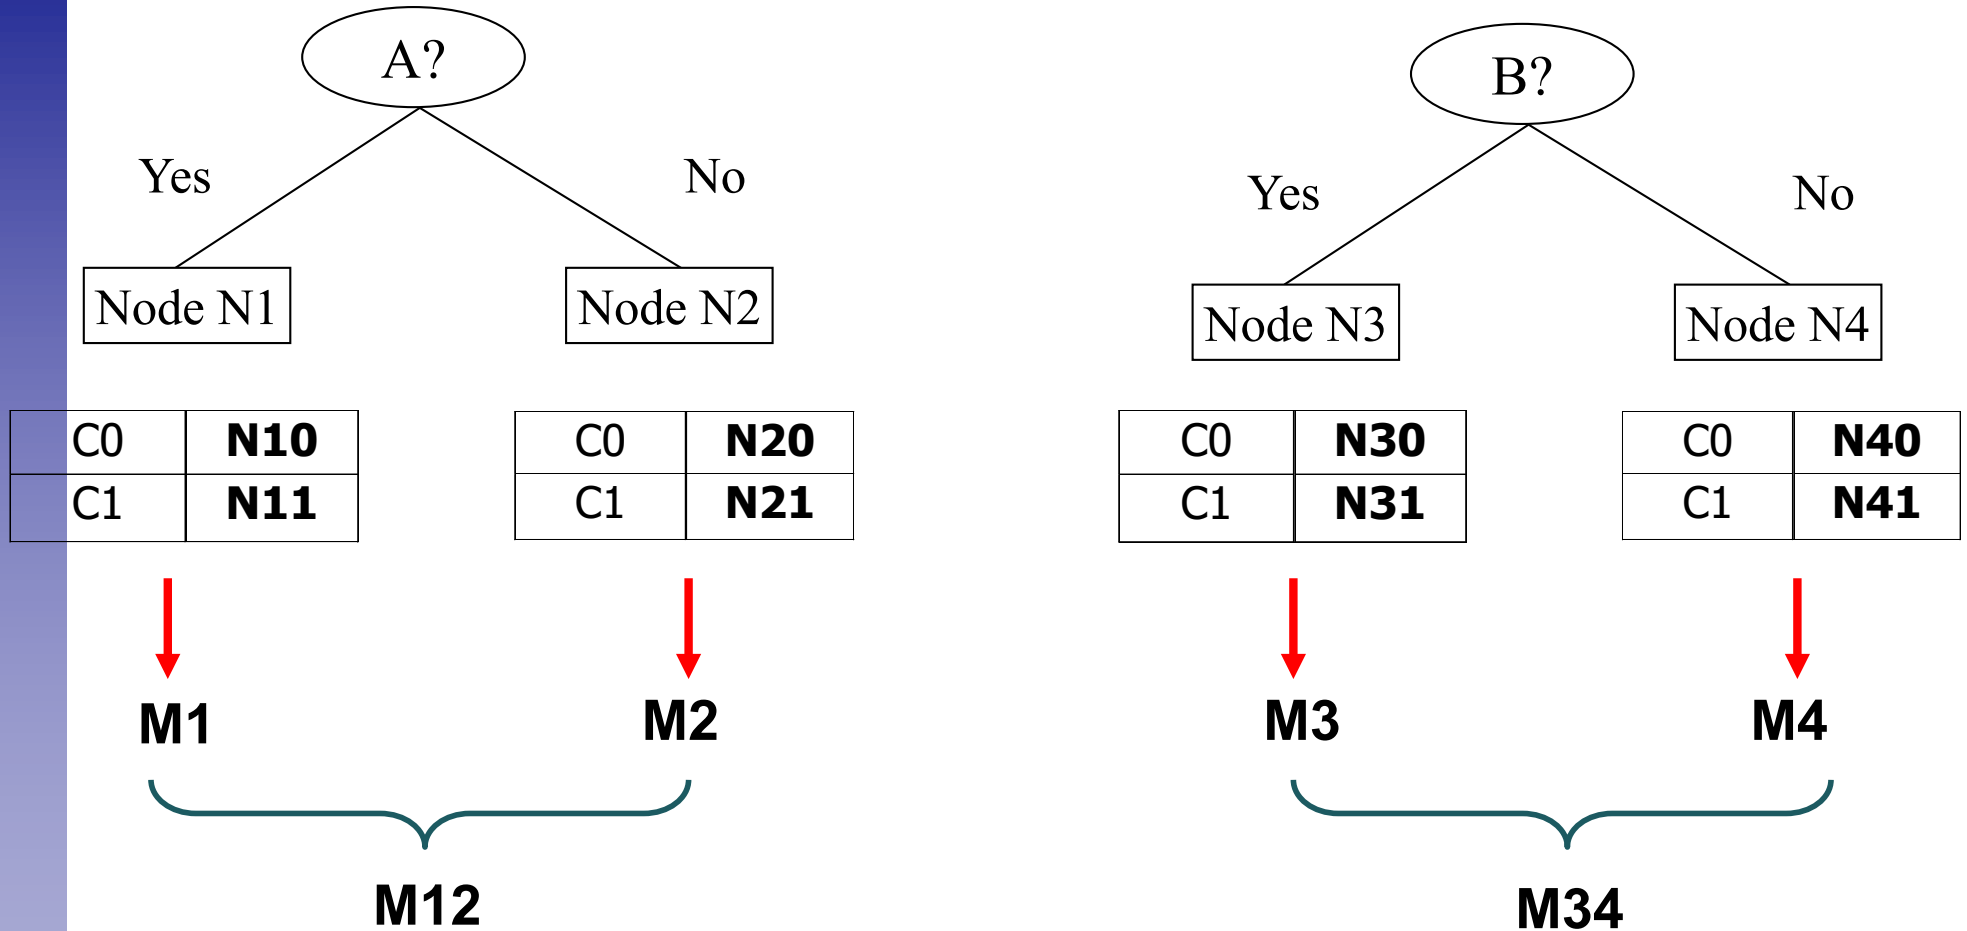 A?
B?
Yes
No
Yes
No
Node N1
Node N2
Node N3
Node N4
C0 N10
C1 N11
C0 N20
C1 N21
C0 N30
C1 N31
C0 N40
C1 N41
M1
M2
M3
M4
M12
M34